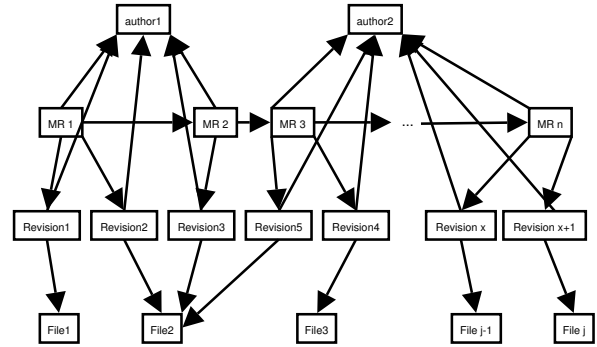 author1 author2
MR 1 MR 2 MR 3 ... MR n
Revision1 Revision2 Revision3 Revision5 Revision4 Revision x Revision x+1
File1 File2 File3 File j-1 File j